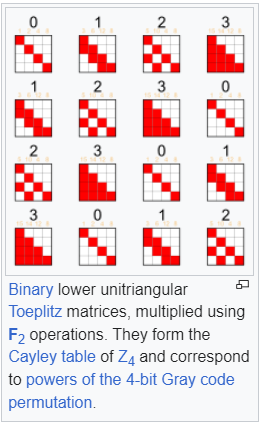 0 1 2 3
1 2 3 0
2 3 0 1
3 0 1 2
Binary lower unitriangular
Toeplitz matrices, multiplied using
F2 operations. They form the
Cayley table of Z4 and correspond
to powers of the 4-bit Gray code
permutation.